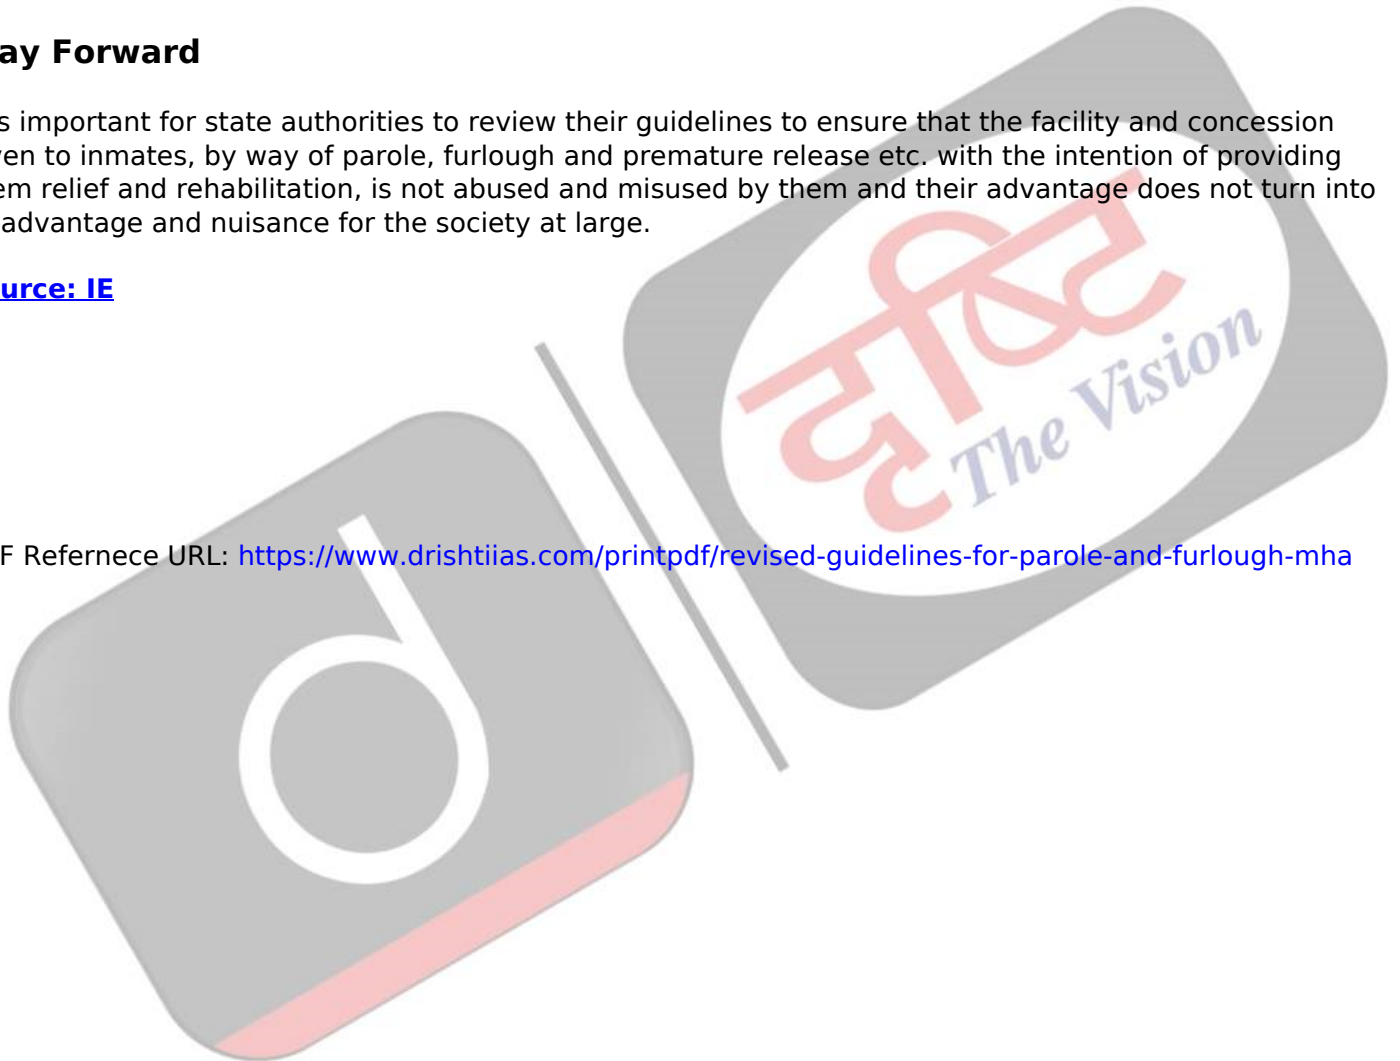 ay Forward
s important for state authorities to review their guidelines to ensure that the facility and concession
ven to inmates, by way of parole, furlough and premature release etc. with the intention of providing
em relief and rehabilitation, is not abused and misused by them and their advantage does not turn into
advantage and nuisance for the society at large.
urce: IE
दृष्टि
The Vision
F Refernece URL: https://www.drishtiias.com/printpdf/revised-guidelines-for-parole-and-furlough-mha
d